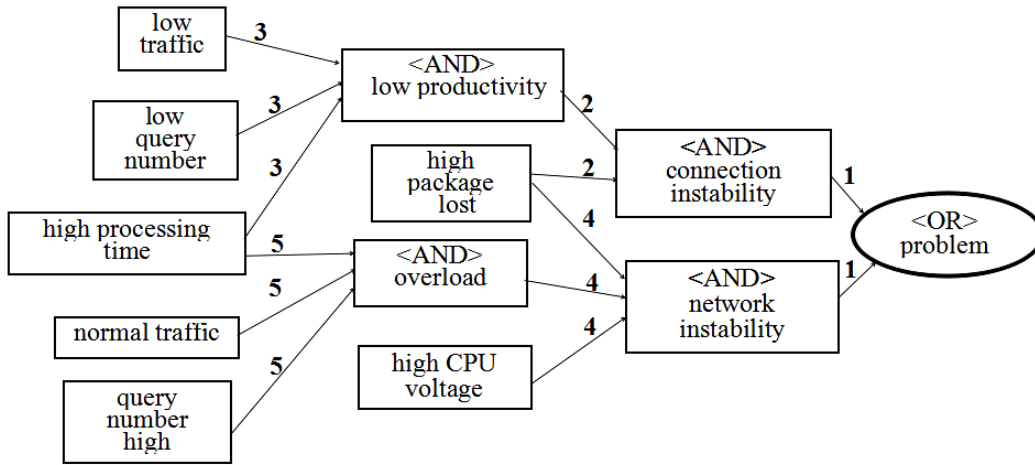 low
traffic
3
<AND>
low productivity
low
query
number
3
2
3
high
package
lost
2
<AND>
connection
instability
1
<OR>
problem
high processing
time
5
4
<AND>
overload
<AND>
network
instability
1
5
4
normal traffic
4
high CPU
voltage
5
query
number
high